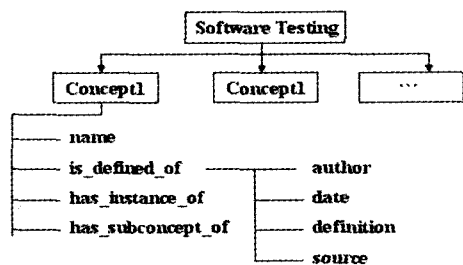 Software Testing
Concept1 Concept1 ...
name
is_defined_of author
has_instance_of date
has_subconcept_of definition
source